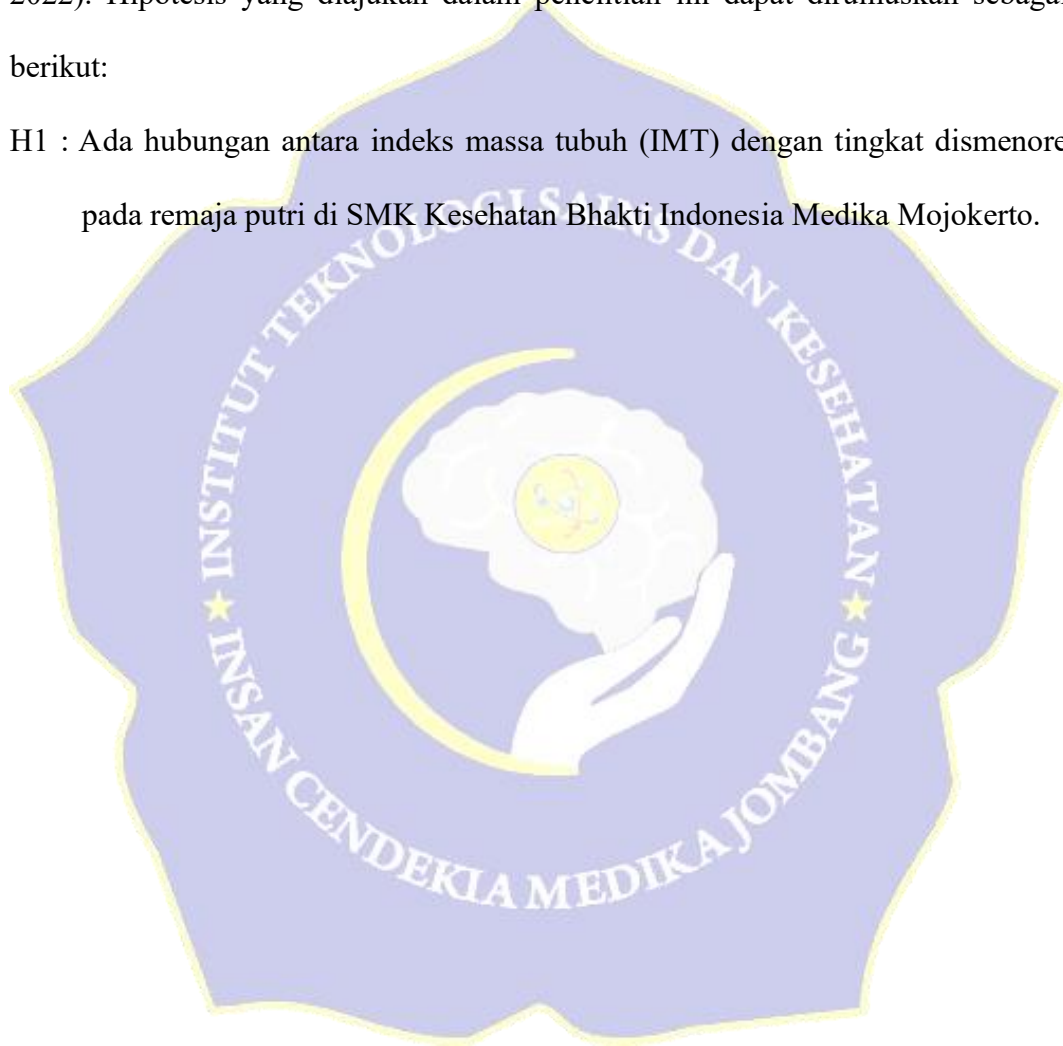 2022). Hipotesis yang diajukan dalam penelitian ini dapat dirumuskan sebagai
berikut:
H1 : Ada hubungan antara indeks massa tubuh (IMT) dengan tingkat dismenore
pada remaja putri di SMK Kesehatan Bhakti Indonesia Medika Mojokerto.
INSTITUT TEKNOLOGI SAINS DAN KESEHATAN
INSAN CENDEKIA MEDIKA JOMBANG